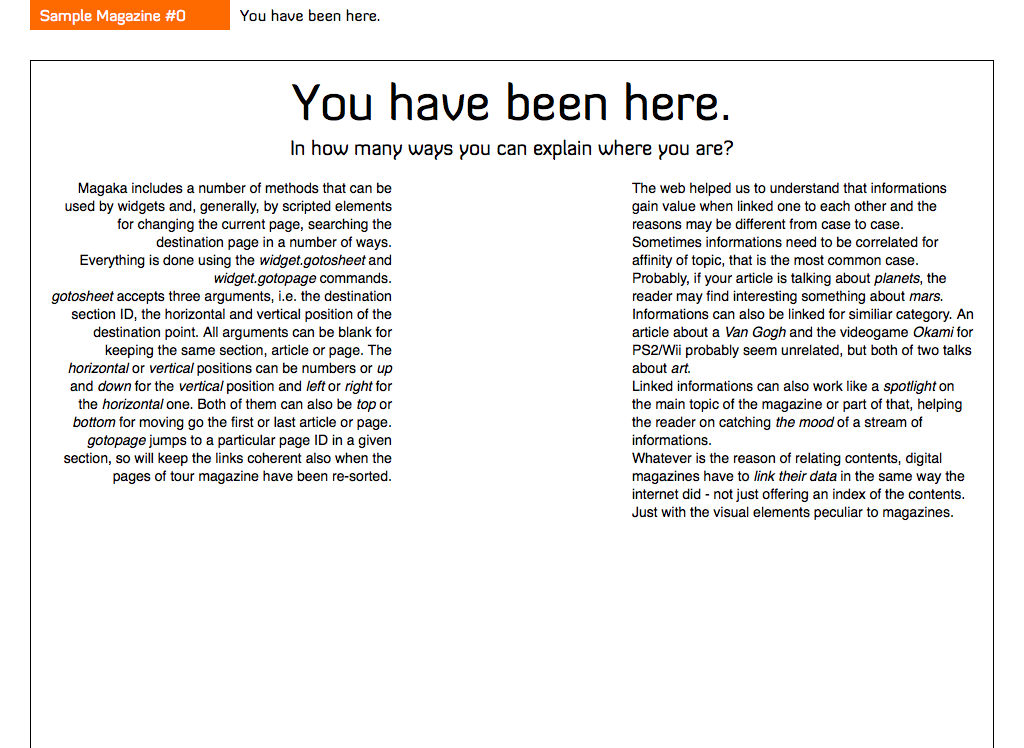 Sample Magazine #0
You have been here.
You have been here.
In how many ways you can explain where you are?
Magaka includes a number of methods that can be
used by widgets and, generally, by scripted elements
for changing the current page, searching the
destination page in a number of ways.
Everything is done using the widget.gotosheet and
widget.gotopage commands.
gotosheet accepts three arguments, i.e. the destination
section ID, the horizontal and vertical position of the
destination point. All arguments can be blank for
keeping the same section, article or page. The
horizontal or vertical positions can be numbers or up
and down for the vertical position and left or right for
the horizontal one. Both of them can also be top or
bottom for moving go the first or last article or page.
gotopage jumps to a particular page ID in a given
section, so will keep the links coherent also when the
pages of tour magazine have been re-sorted.
The web helped us to understand that informations
gain value when linked one to each other and the
reasons may be different from case to case.
Sometimes informations need to be correlated for
affinity of topic, that is the most common case.
Probably, if your article is talking about planets, the
reader may find interesting something about mars.
Informations can also be linked for similiar category. An
article about a Van Gogh and the videogame Okami for
PS2/Wii probably seem unrelated, but both of two talks
about art.
Linked informations can also work like a spotlight on
the main topic of the magazine or part of that, helping
the reader on catching the mood of a stream of
informations.
Whatever is the reason of relating contents, digital
magazines have to link their data in the same way the
internet did - not just offering an index of the contents.
Just with the visual elements peculiar to magazines.